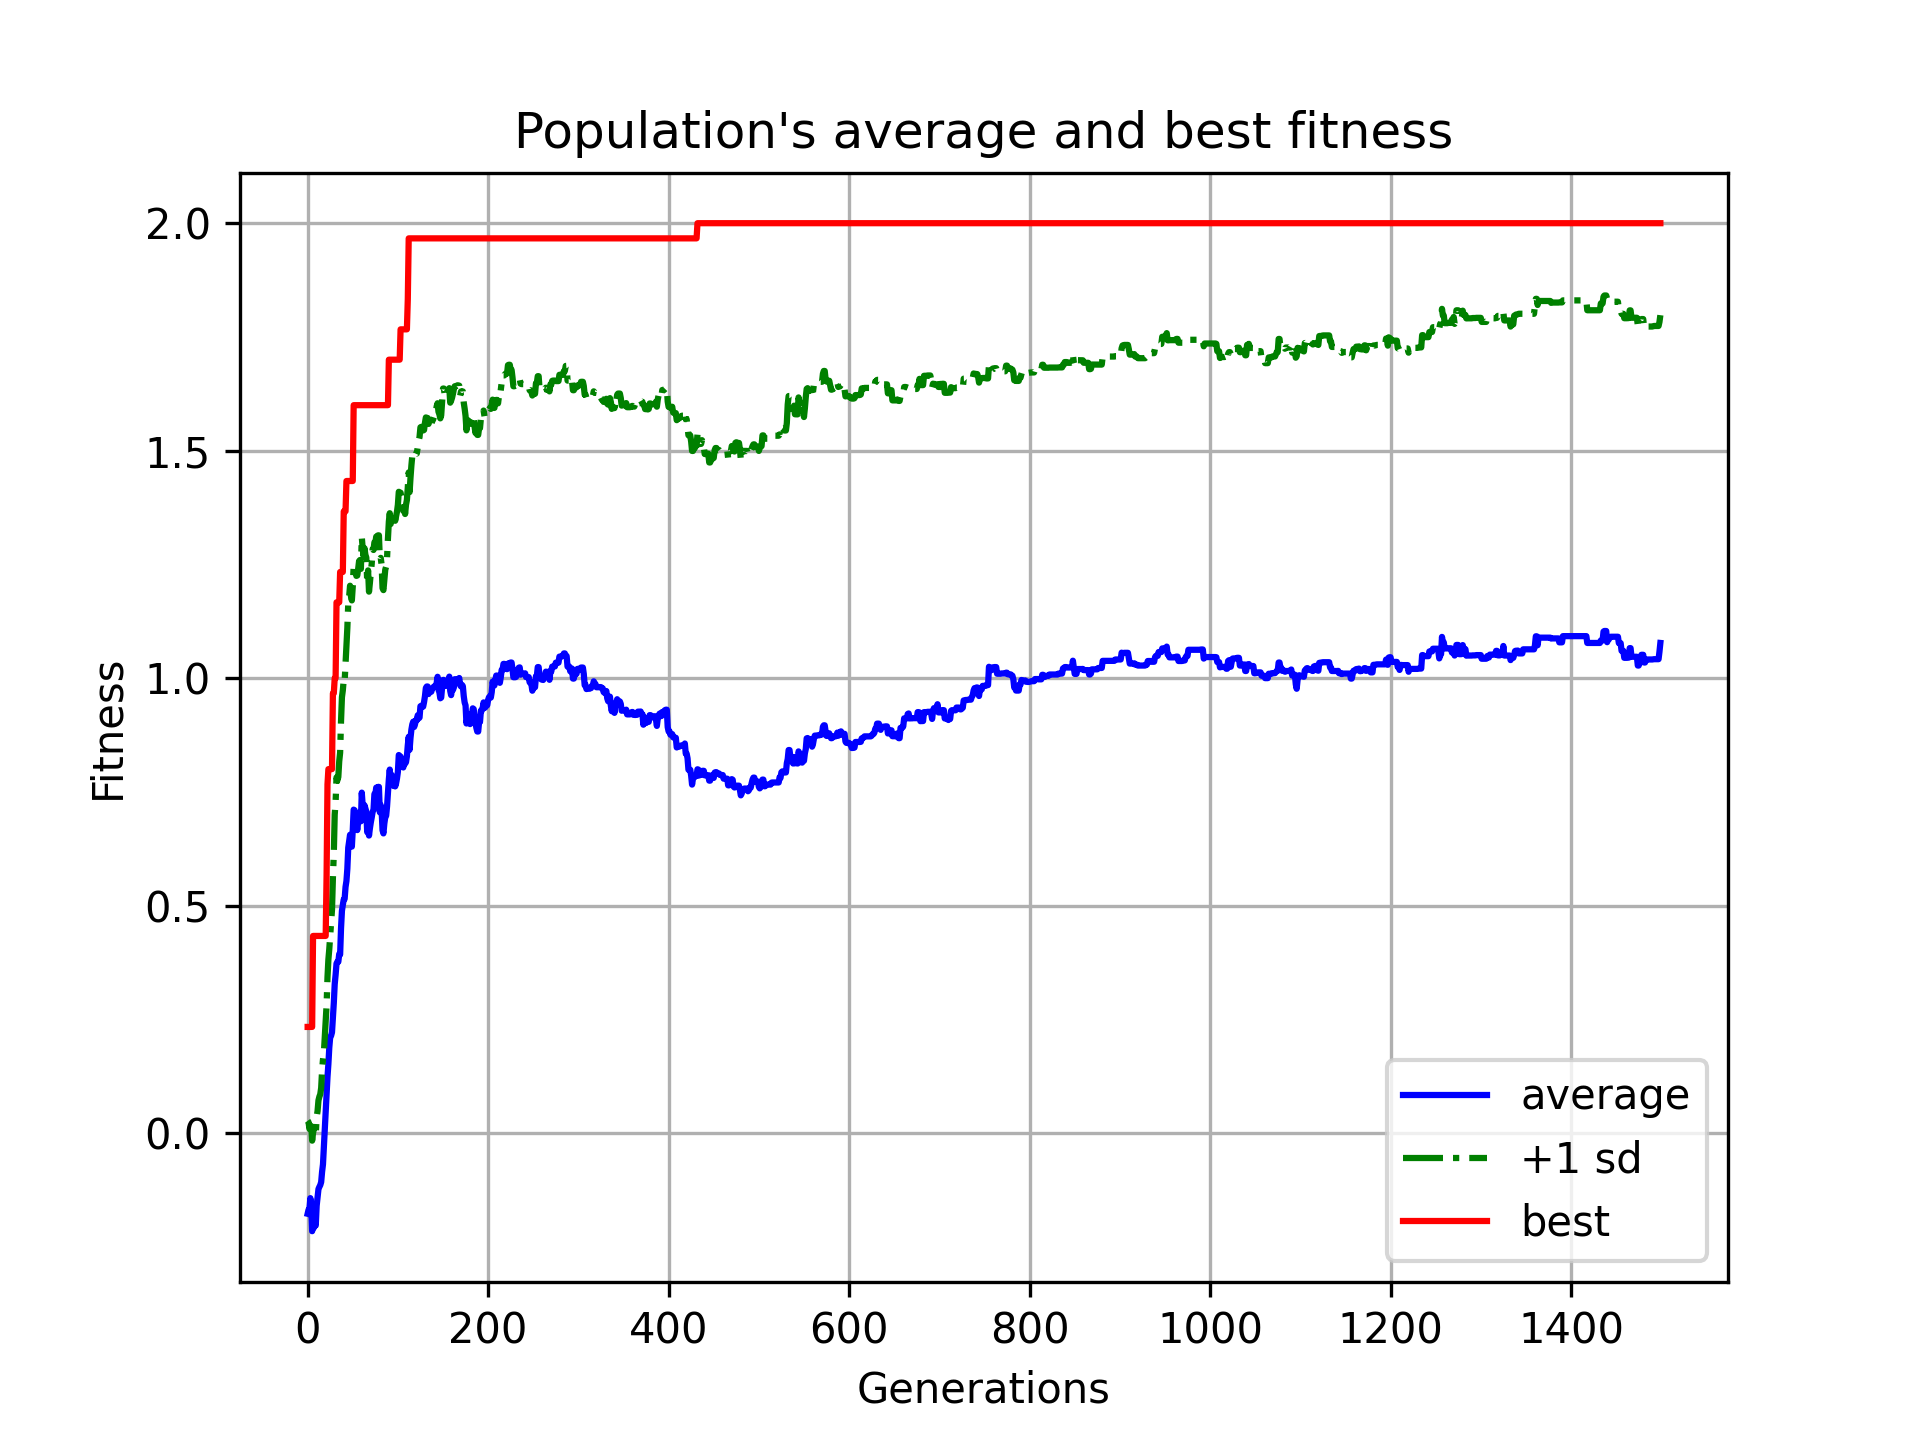 Population's average and best fitness
Fitness
2.0
1.5
1.0
0.5
0.0
0 200 400 600 800 1000 1200 1400
Generations
average
+1 sd
best